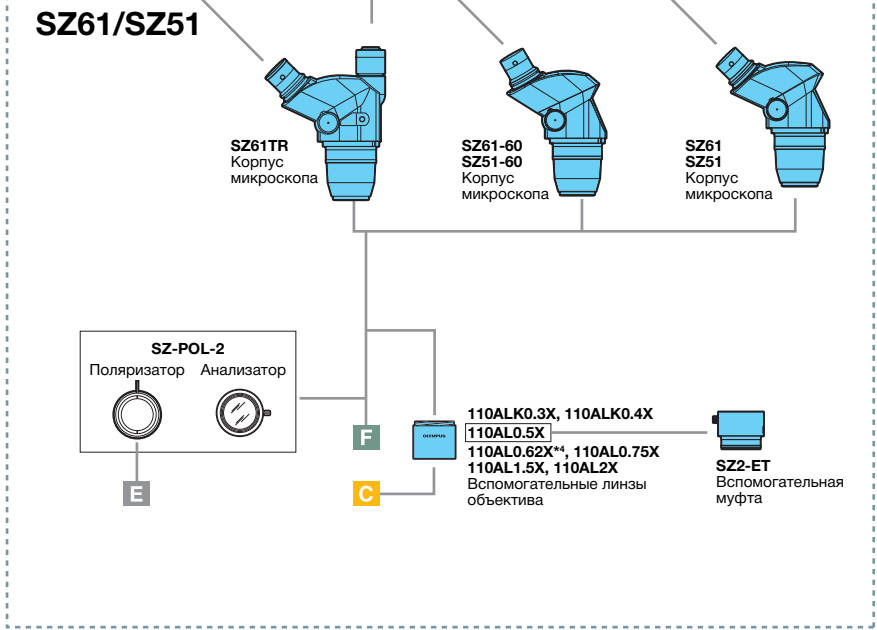 SZ61/SZ51
SZ61TR
Корпус
микроскопа
SZ61-60
SZ51-60
Корпус
микроскопа
SZ61
SZ51
Корпус
микроскопа
SZ-POL-2
Поляризатор Анализатор
E
F
C
OLYMPUS
110ALK0.3X, 110ALK0.4X
110AL0.5X
110AL0.62X*4, 110AL0.75X
110AL1.5X, 110AL2X
Вспомогательные линзы
объектива
SZ2-ET
Вспомогательная
муфта